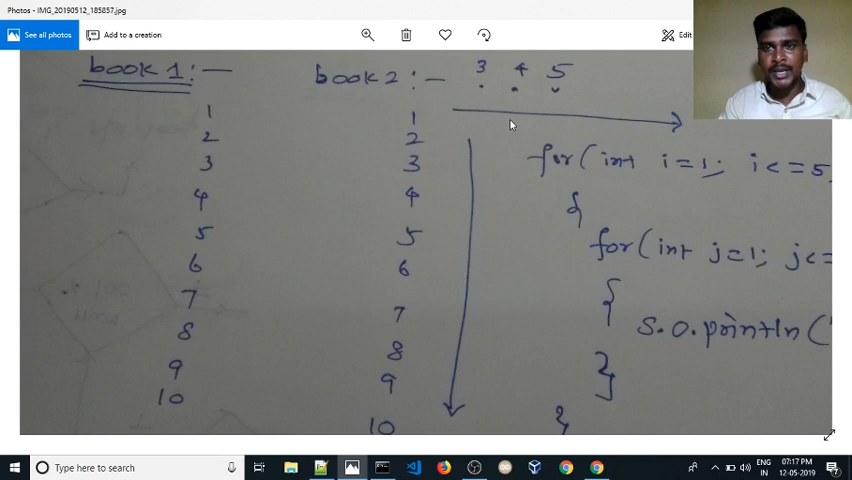 Photos - IMG_20190512_185857.jpg
See all photos
Add to a creation
Edi
book 1:—
book 2:—
3 4 5
1
2
3
4
5
6
7
8
9
10
1
2
3
4
5
6
7
8
9
10
for(int i=1; i<=5
{
for(int j=1; j<=
{
S.O.println('
}
}
Type here to search
ENG
IN
07:17 PM
12-05-2019
7